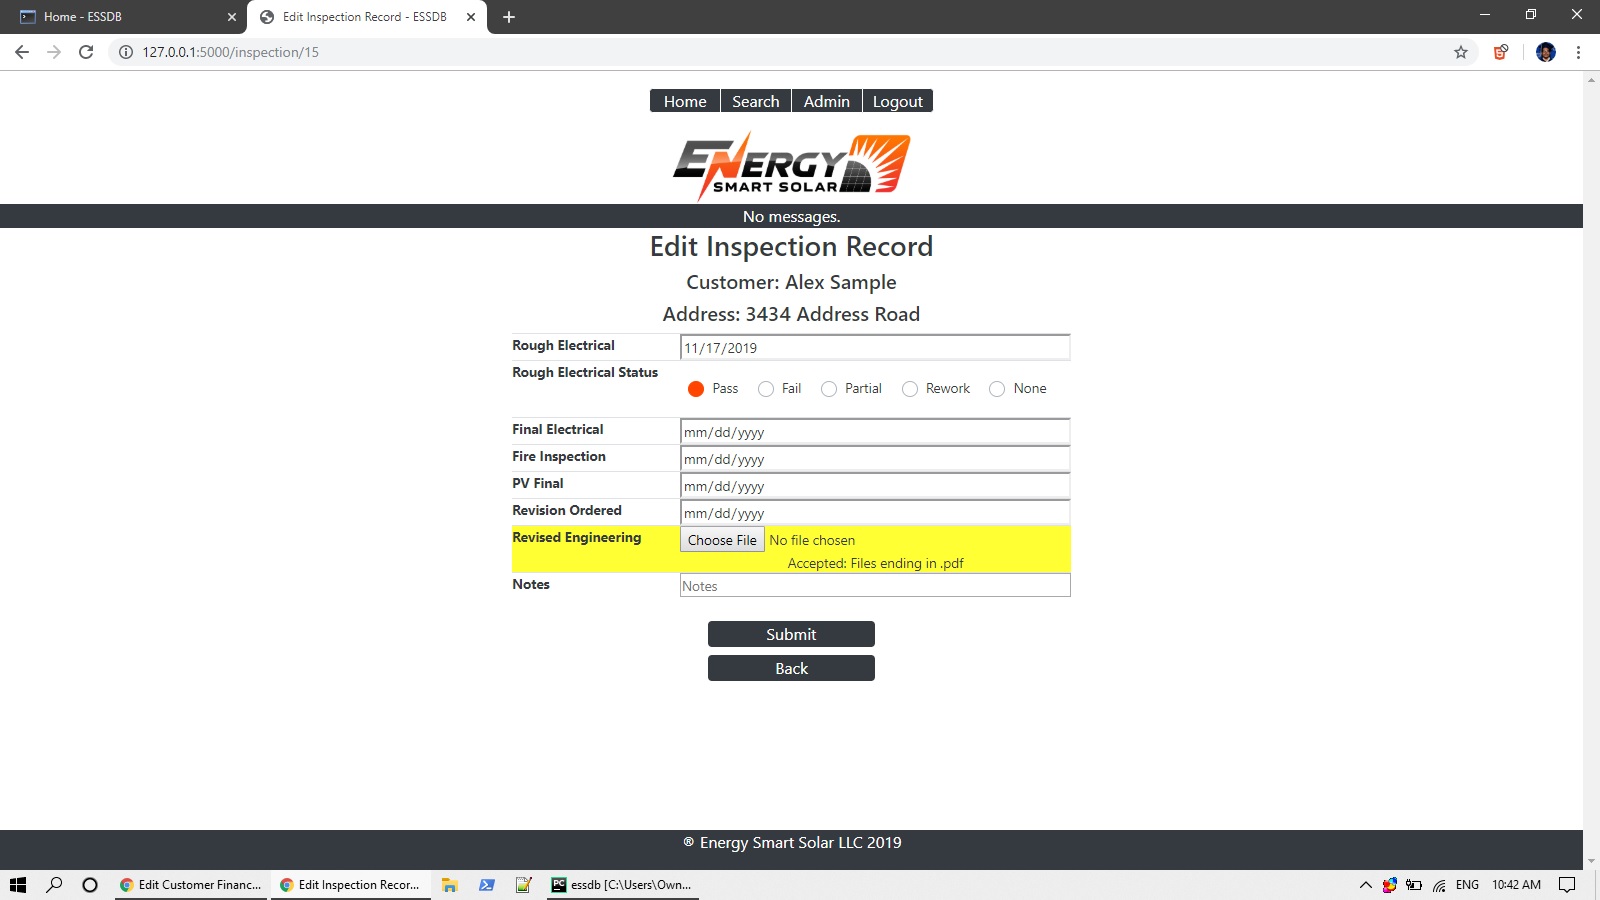 Home - ESSDB
Edit Inspection Record - ESSDB
127.0.0.1:5000/inspection/15
Home Search Admin Logout
ENERGY
SMART SOLAR
No messages.
Edit Inspection Record
Customer: Alex Sample
Address: 3434 Address Road
Rough Electrical 11/17/2019
Rough Electrical Status Pass Fail Partial Rework None
Final Electrical mm/dd/yyyy
Fire Inspection mm/dd/yyyy
PV Final mm/dd/yyyy
Revision Ordered mm/dd/yyyy
Revised Engineering Choose File No file chosen
Accepted: Files ending in .pdf
Notes Notes
Submit
Back
® Energy Smart Solar LLC 2019
Edit Customer Financ... Edit Inspection Recor... PC essdb [C:\Users\Own... ENG 10:42 AM